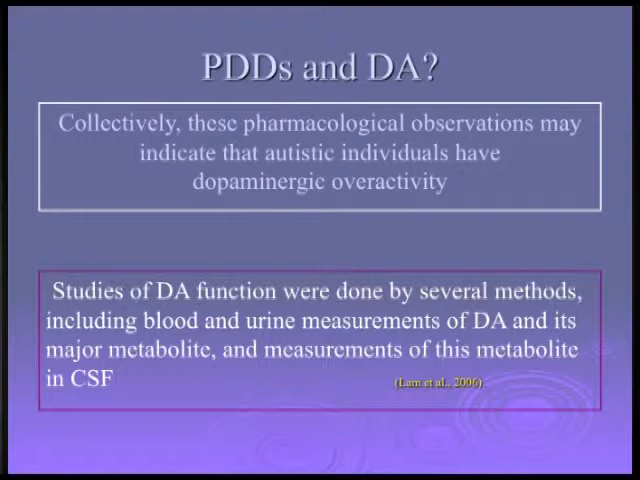 PDDs and DA?
Collectively, these pharmacological observations may
indicate that autistic individuals have
dopaminergic overactivity
Studies of DA function were done by several methods,
including blood and urine measurements of DA and its
major metabolite, and measurements of this metabolite
in CSF (Lam et al., 2006).